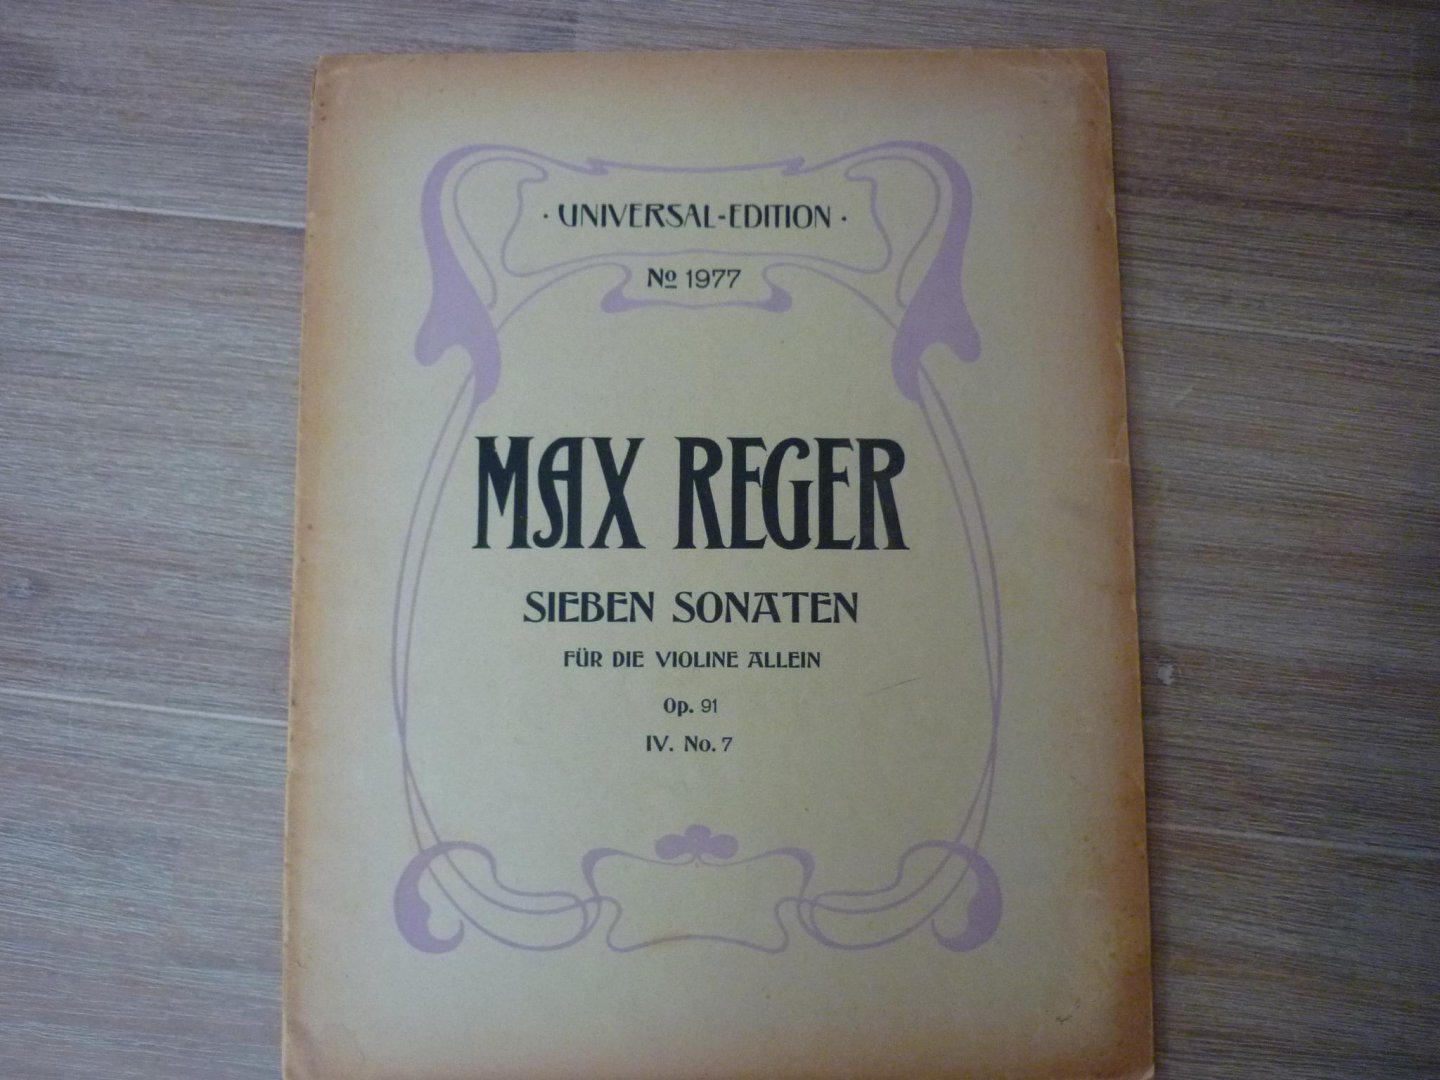 · UNIVERSAL-EDITION ·
Nº 1977
MAX REGER
SIEBEN SONATEN
FÜR DIE VIOLINE ALLEIN
Op. 91
IV. No. 7